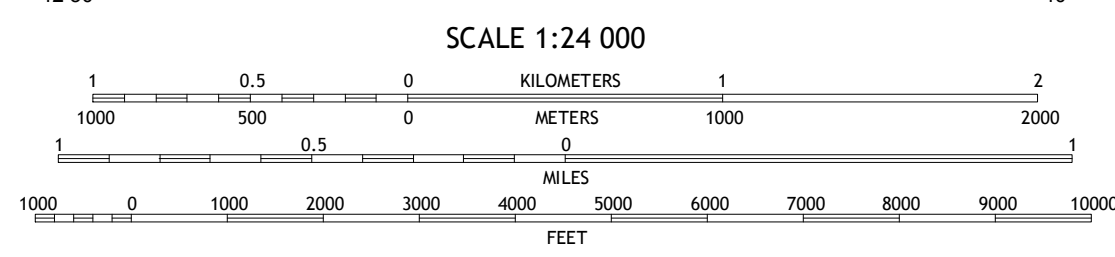 SCALE 1:24 000
1 0.5 0 KILOMETERS 1 2
1000 500 0 METERS 1000 2000
1 0.5 0 1
MILES
1000 0 1000 2000 3000 4000 5000 6000 7000 8000 9000 10000
FEET